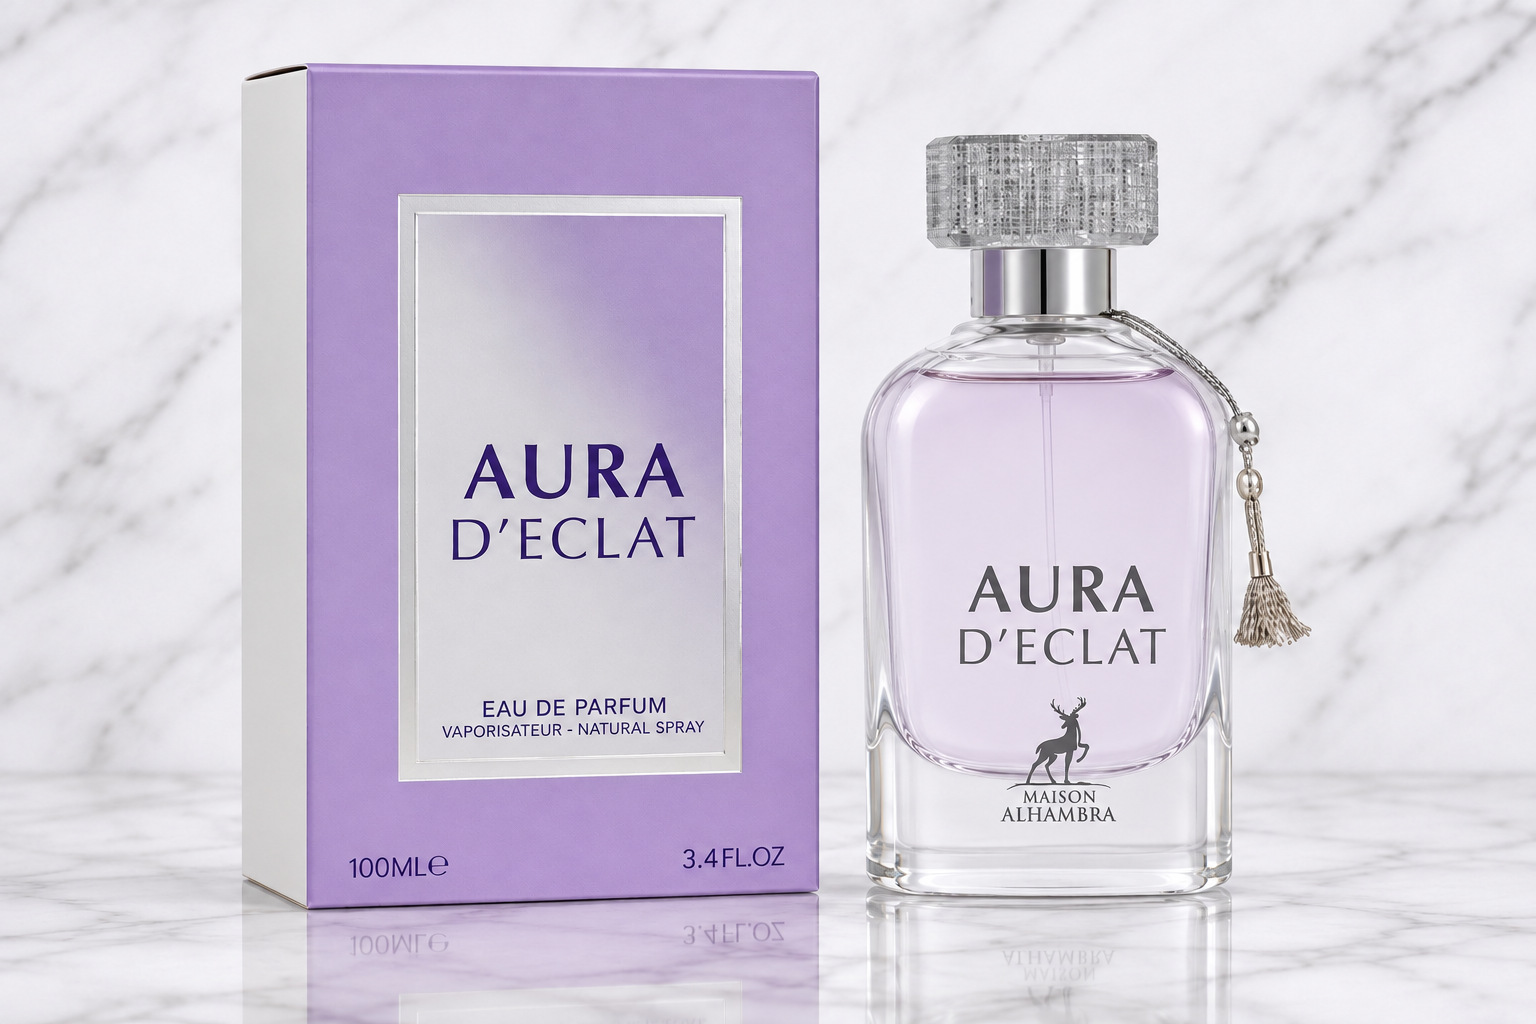 AURA
D'ECLAT
EAU DE PARFUM
VAPORISATEUR - NATURAL SPRAY
100ML℮
3.4FL.OZ
AURA
D'ECLAT
MAISON
ALHAMBRA